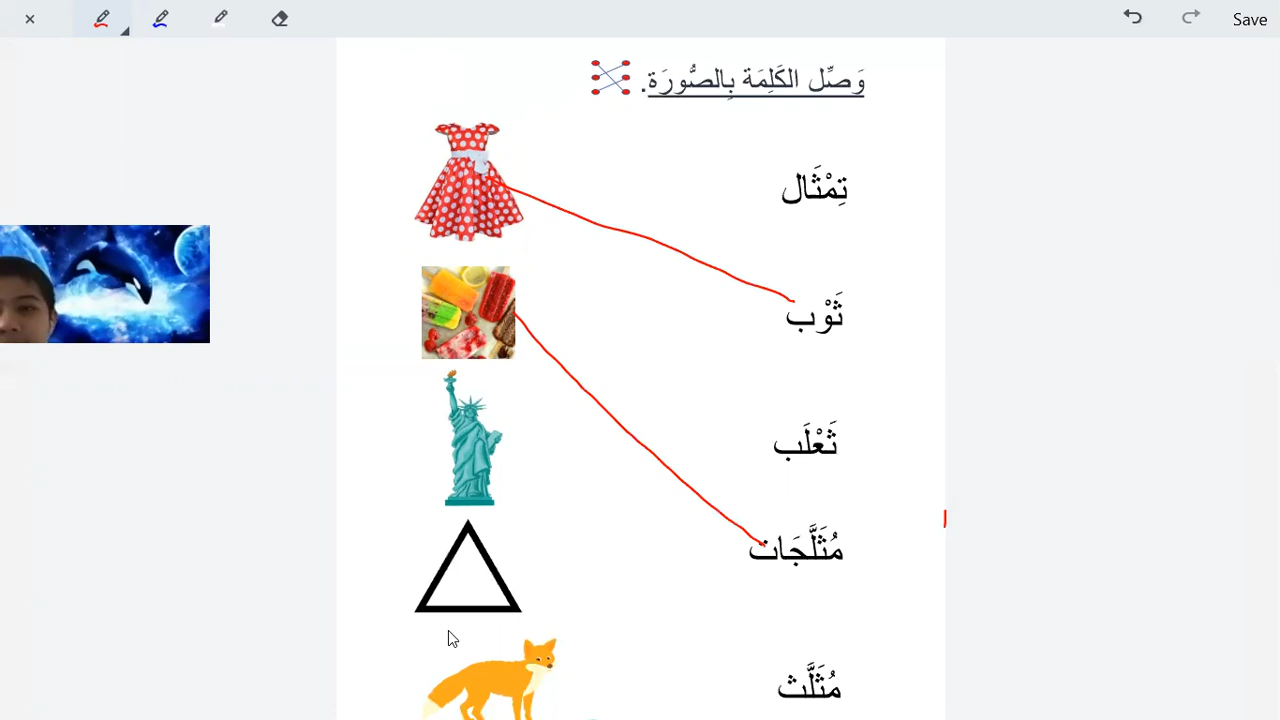 Save
وَصِّل الكَلِمَة بِالصُّورَة.
تِمْثَال
ثَوْب
ثَعْلَب
مُثَلَّجَات
مُثَلَّث